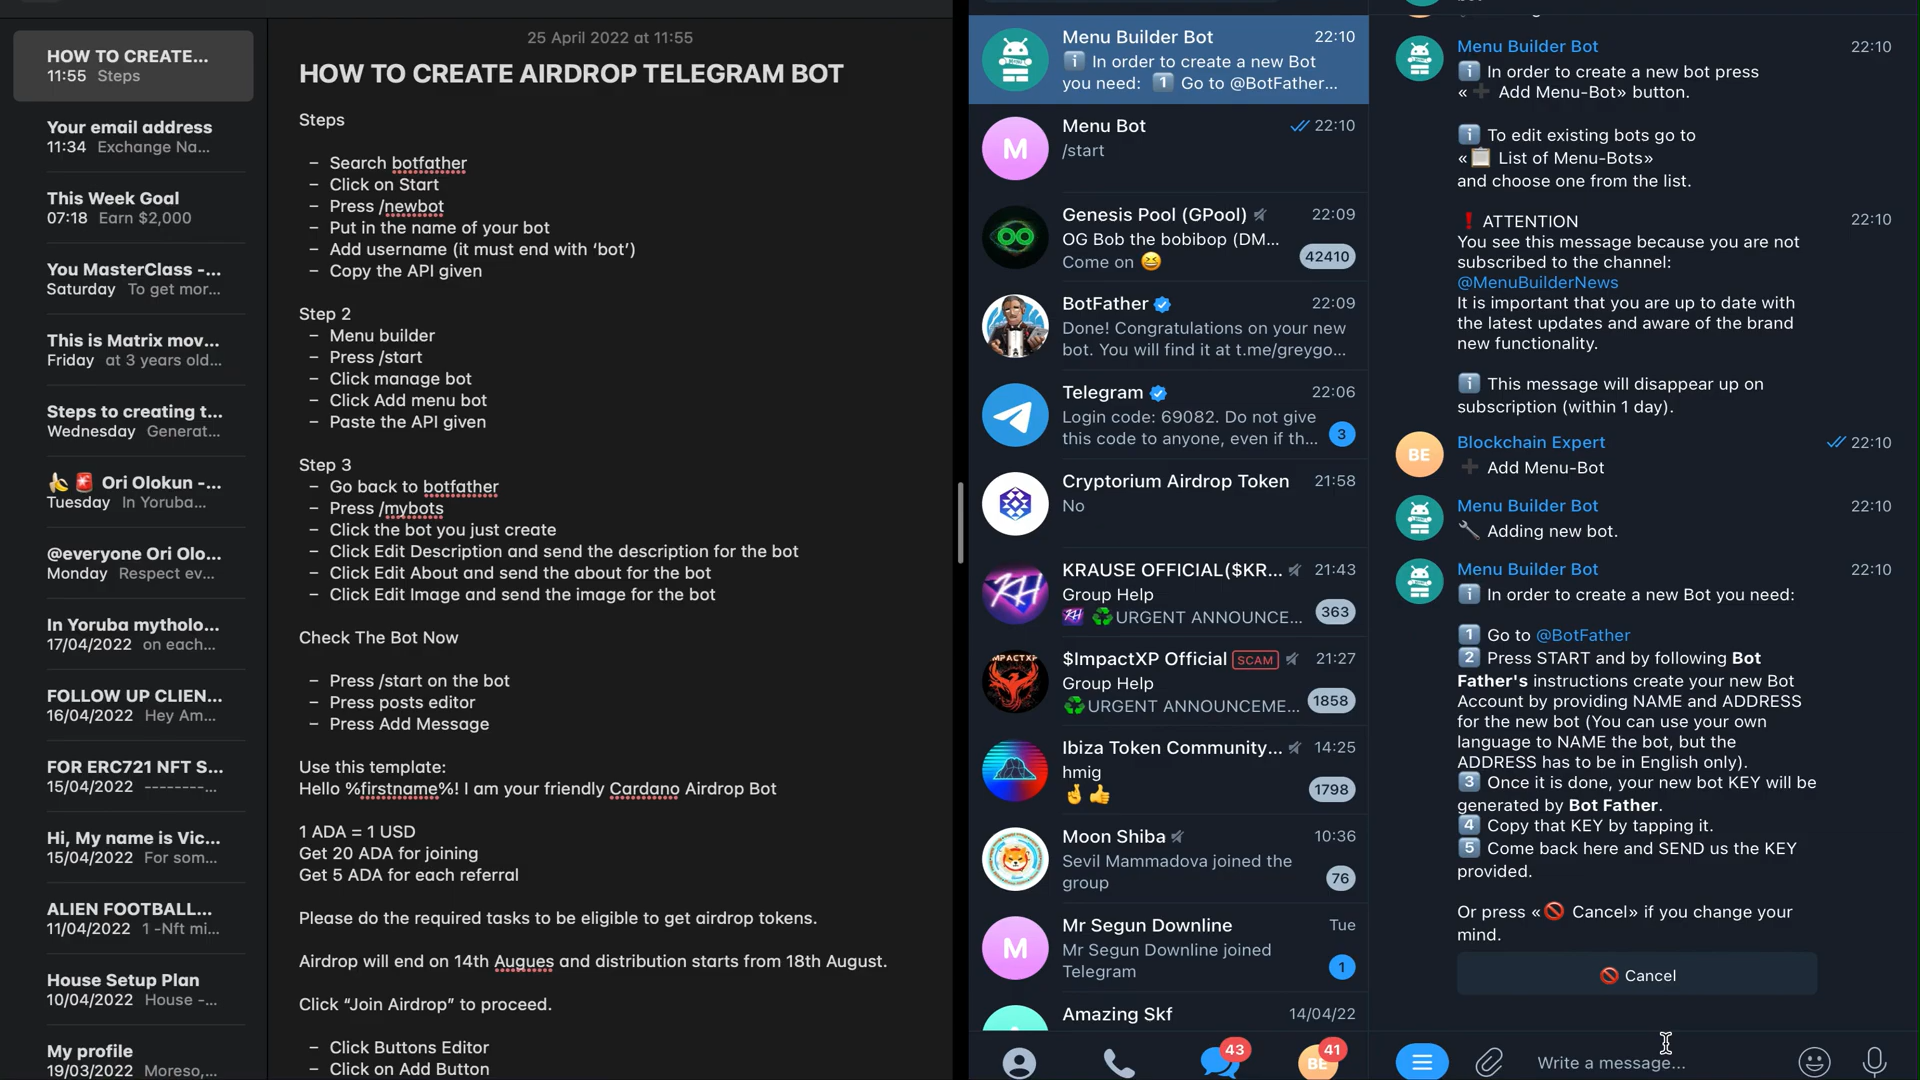 HOW TO CREATE...
11:55 Steps
Your email address
11:34 Exchange Na...
This Week Goal
07:18 Earn $2,000
You MasterClass -...
Saturday To get mor...
This is Matrix mov...
Friday at 3 years old...
Steps to creating t...
Wednesday Generat...
🍌 🚨 Ori Olokun -...
Tuesday In Yoruba...
@everyone Ori Olo...
Monday Respect ev...
In Yoruba mytholo...
17/04/2022 on each...
FOLLOW UP CLIEN...
16/04/2022 Hey Am...
FOR ERC721 NFT S...
15/04/2022 --------...
Hi, My name is Vic...
15/04/2022 For som...
ALIEN FOOTBALL...
11/04/2022 1 -Nft mi...
House Setup Plan
10/04/2022 House -...
My profile
19/03/2022 Moreso,...
25 April 2022 at 11:55
HOW TO CREATE AIRDROP TELEGRAM BOT
Steps
– Search botfather
– Click on Start
– Press /newbot
– Put in the name of your bot
– Add username (it must end with ‘bot’)
– Copy the API given
Step 2
– Menu builder
– Press /start
– Click manage bot
– Click Add menu bot
– Paste the API given
Step 3
– Go back to botfather
– Press /mybots
– Click the bot you just create
– Click Edit Description and send the description for the bot
– Click Edit About and send the about for the bot
– Click Edit Image and send the image for the bot
Check The Bot Now
– Press /start on the bot
– Press posts editor
– Press Add Message
Use this template:
Hello %firstname%! I am your friendly Cardano Airdrop Bot
1 ADA = 1 USD
Get 20 ADA for joining
Get 5 ADA for each referral
Please do the required tasks to be eligible to get airdrop tokens.
Airdrop will end on 14th Augues and distribution starts from 18th August.
Click “Join Airdrop” to proceed.
– Click Buttons Editor
– Click on Add Button
Menu Builder Bot 22:10
ℹ️ In order to create a new Bot
you need: 1️⃣ Go to @BotFather...
M
Menu Bot 22:10
/start
Genesis Pool (GPool) 22:09
OG Bob the bobibop (DM...
Come on 😆 42410
BotFather 22:09
Done! Congratulations on your new
bot. You will find it at t.me/greygo...
Telegram 22:06
Login code: 69082. Do not give
this code to anyone, even if th... 3
Cryptorium Airdrop Token 21:58
No
KRAUSE OFFICIAL($KR... 21:43
Group Help
♻️URGENT ANNOUNCE... 363
$ImpactXP Official SCAM 21:27
Group Help
♻️URGENT ANNOUNCEME... 1858
Ibiza Token Community... 14:25
hmig
🤞👍 1798
Moon Shiba 10:36
Sevil Mammadova joined the
group 76
M
Mr Segun Downline Tue
Mr Segun Downline joined
Telegram 1
Amazing Skf 14/04/22
43
BE 41
Menu Builder Bot 22:10
ℹ️ In order to create a new bot press
«➕ Add Menu-Bot» button.
ℹ️ To edit existing bots go to
«📋 List of Menu-Bots»
and choose one from the list.
❗ ATTENTION 22:10
You see this message because you are not
subscribed to the channel:
@MenuBuilderNews
It is important that you are up to date with
the latest updates and aware of the brand
new functionality.
ℹ️ This message will disappear up on
subscription (within 1 day).
BE
Blockchain Expert 22:10
➕ Add Menu-Bot
Menu Builder Bot 22:10
🔧 Adding new bot.
Menu Builder Bot 22:10
ℹ️ In order to create a new Bot you need:
1️⃣ Go to @BotFather
2️⃣ Press START and by following Bot
Father's instructions create your new Bot
Account by providing NAME and ADDRESS
for the new bot (You can use your own
language to NAME the bot, but the
ADDRESS has to be in English only).
3️⃣ Once it is done, your new bot KEY will be
generated by Bot Father.
4️⃣ Copy that KEY by tapping it.
5️⃣ Come back here and SEND us the KEY
provided.
Or press «🚫 Cancel» if you change your
mind.
🚫 Cancel
Write a message...